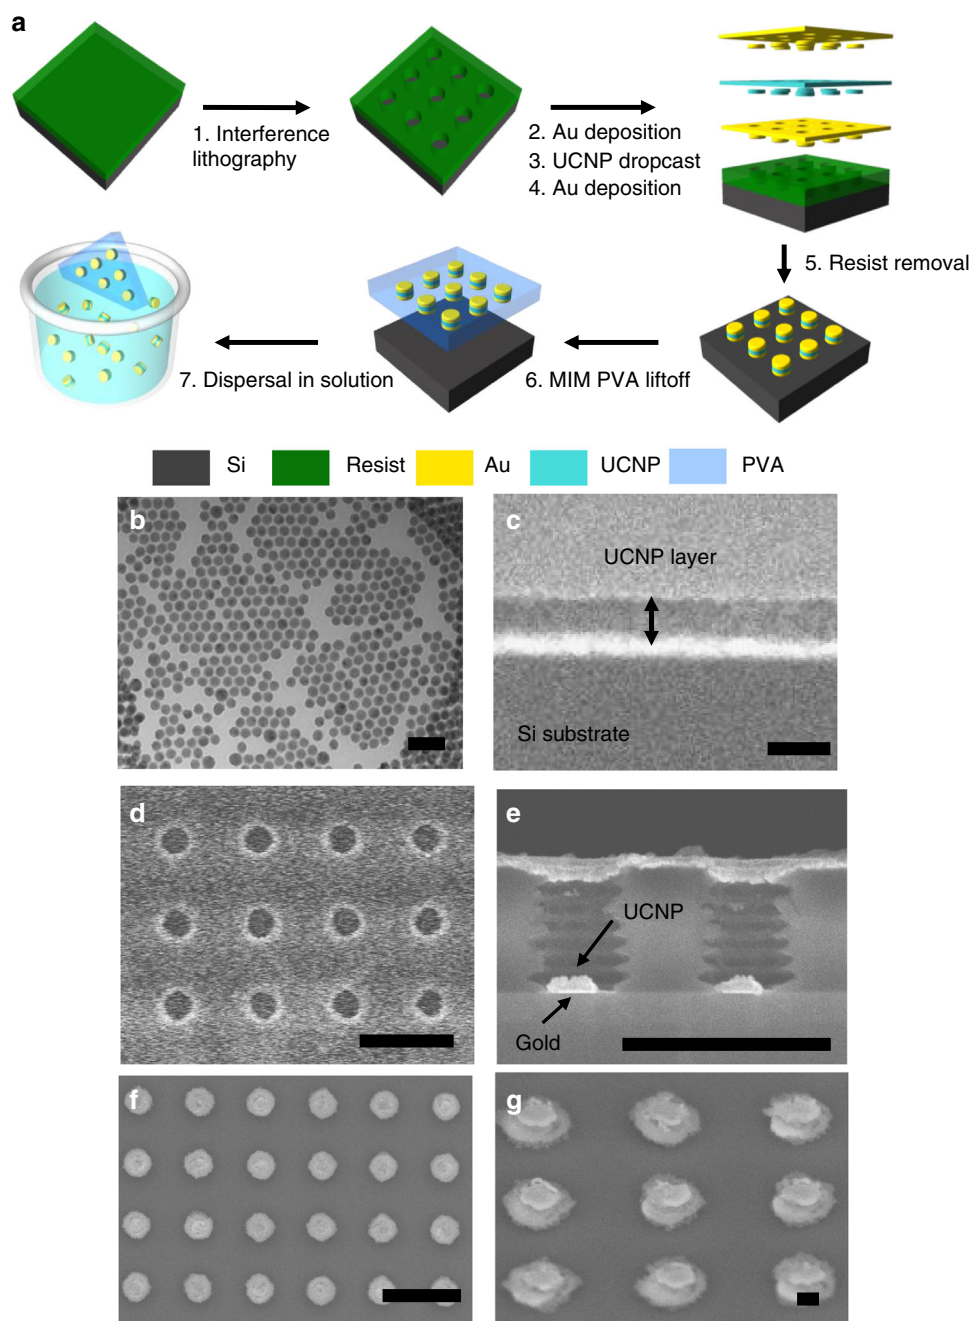 a
1. Interference
lithography
2. Au deposition
3. UCNP dropcast
4. Au deposition
5. Resist removal
6. MIM PVA liftoff
7. Dispersal in solution
Si
Resist
Au
UCNP
PVA
b
c
UCNP layer
Si substrate
d
e
UCNP
Gold
f
g